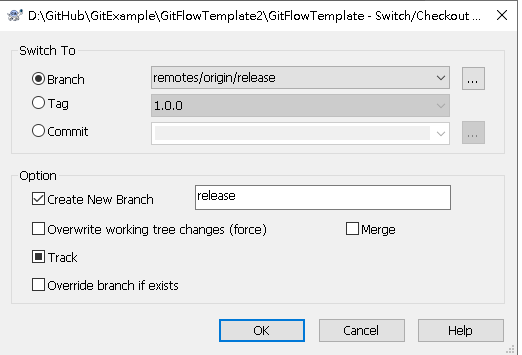 D:\GitHub\GitExample\GitFlowTemplate2\GitFlowTemplate - Switch/Checkout ...
Switch To
Branch remotes/origin/release ...
Tag 1.0.0
Commit ...
Option
Create New Branch release
Overwrite working tree changes (force) Merge
Track
Override branch if exists
OK Cancel Help